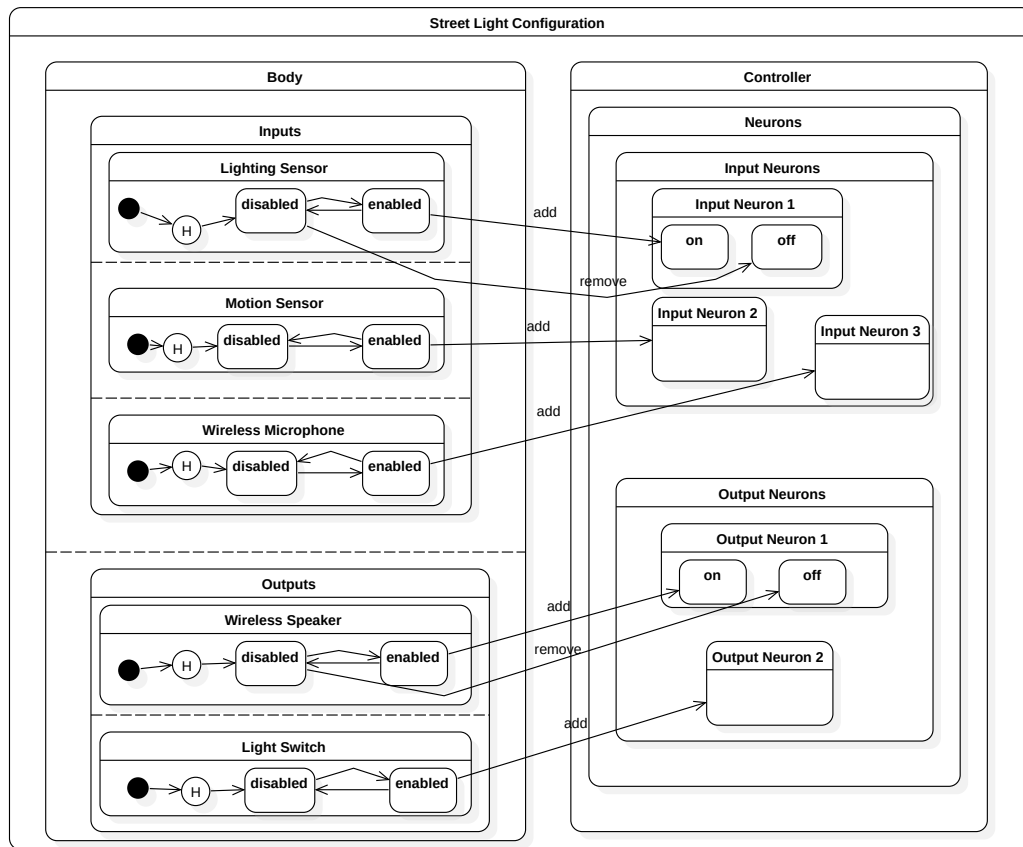 Street Light Configuration
Body
Inputs
Lighting Sensor
H
disabled
enabled
Motion Sensor
H
disabled
enabled
Wireless Microphone
H
disabled
enabled
Outputs
Wireless Speaker
H
disabled
enabled
Light Switch
H
disabled
enabled
add
remove
add
add
add
remove
add
Controller
Neurons
Input Neurons
Input Neuron 1
on
off
Input Neuron 2
Input Neuron 3
Output Neurons
Output Neuron 1
on
off
Output Neuron 2